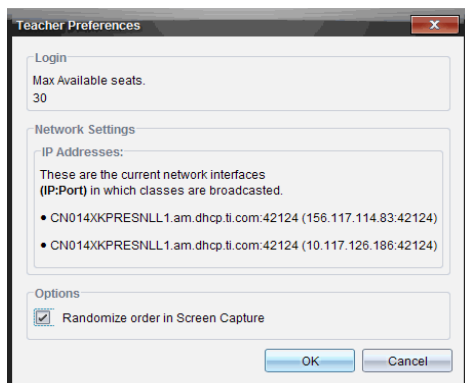 Teacher Preferences
Login
Max Available seats.
30
Network Settings
IP Addresses:
These are the current network interfaces
(IP:Port) in which classes are broadcasted.
• CN014XKPRESNLL1.am.dhcp.ti.com:42124 (156.117.114.83:42124)
• CN014XKPRESNLL1.am.dhcp.ti.com:42124 (10.117.126.186:42124)
Options
Randomize order in Screen Capture
OK Cancel